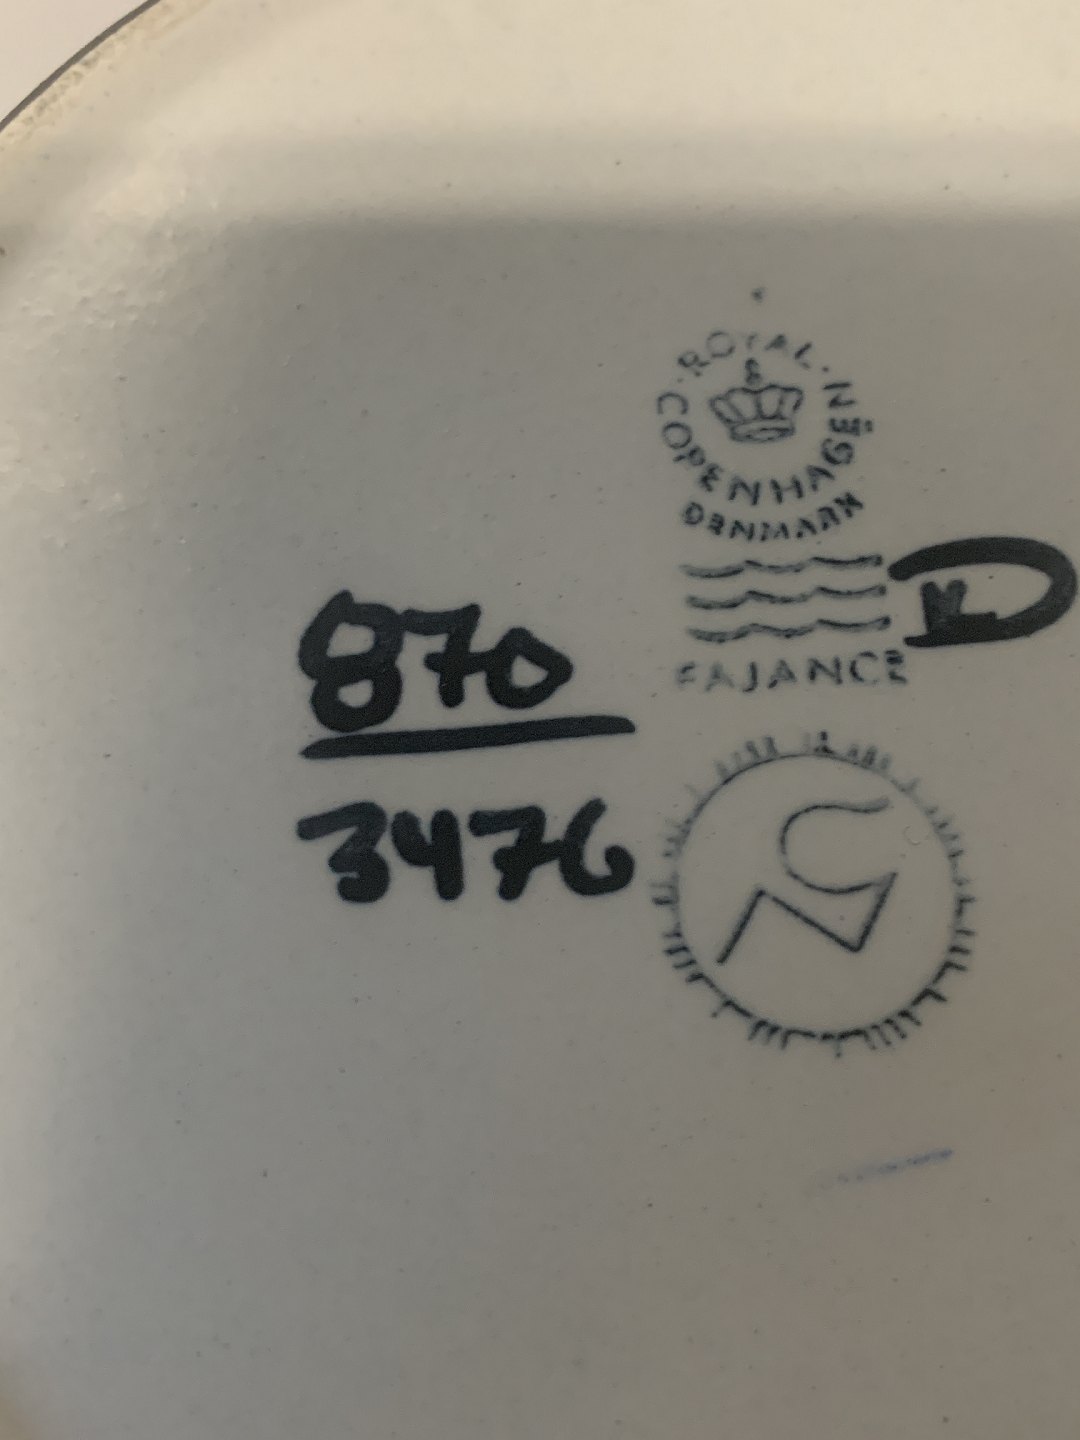 ROYAL
COPENHAGEN
DENMARK
FAJANCE
870
3476